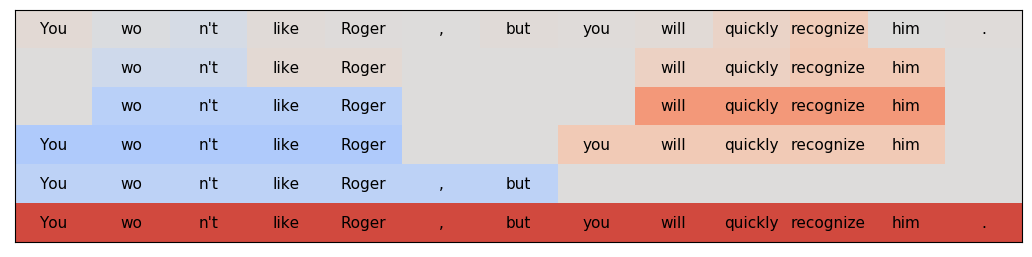 You wo n't like Roger , but you will quickly recognize him .
wo n't like Roger will quickly recognize him
wo n't like Roger will quickly recognize him
You wo n't like Roger you will quickly recognize him
You wo n't like Roger , but
You wo n't like Roger , but you will quickly recognize him .